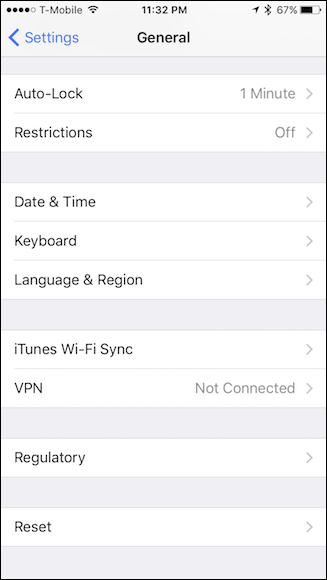 T-Mobile 11:32 PM 67%
Settings General
Auto-Lock 1 Minute
Restrictions Off
Date & Time
Keyboard
Language & Region
iTunes Wi-Fi Sync
VPN Not Connected
Regulatory
Reset